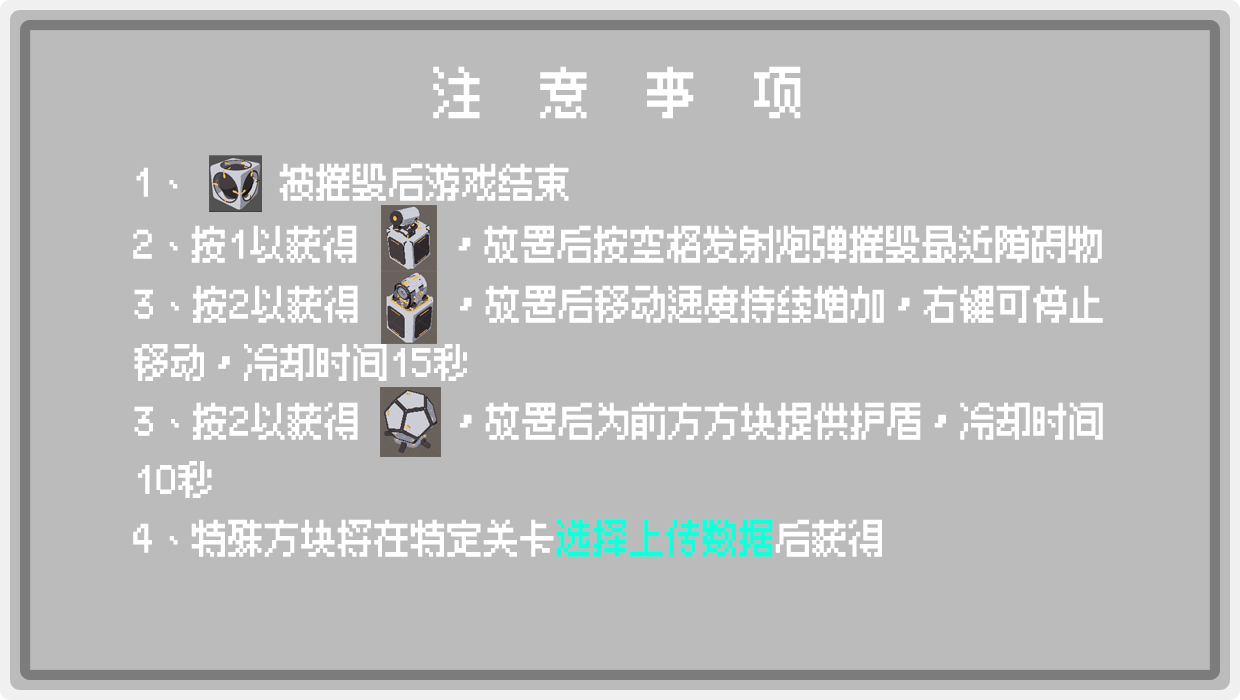 注 意 事 项
1、 被摧毁后游戏结束
2、按1以获得 ，放置后按空格发射炮弹摧毁最近障碍物
3、按2以获得 ，放置后移动速度持续增加，右键可停止
移动，冷却时间15秒
3、按2以获得 ，放置后为前方方块提供护盾，冷却时间
10秒
4、特殊方块将在特定关卡选择上传数据后获得